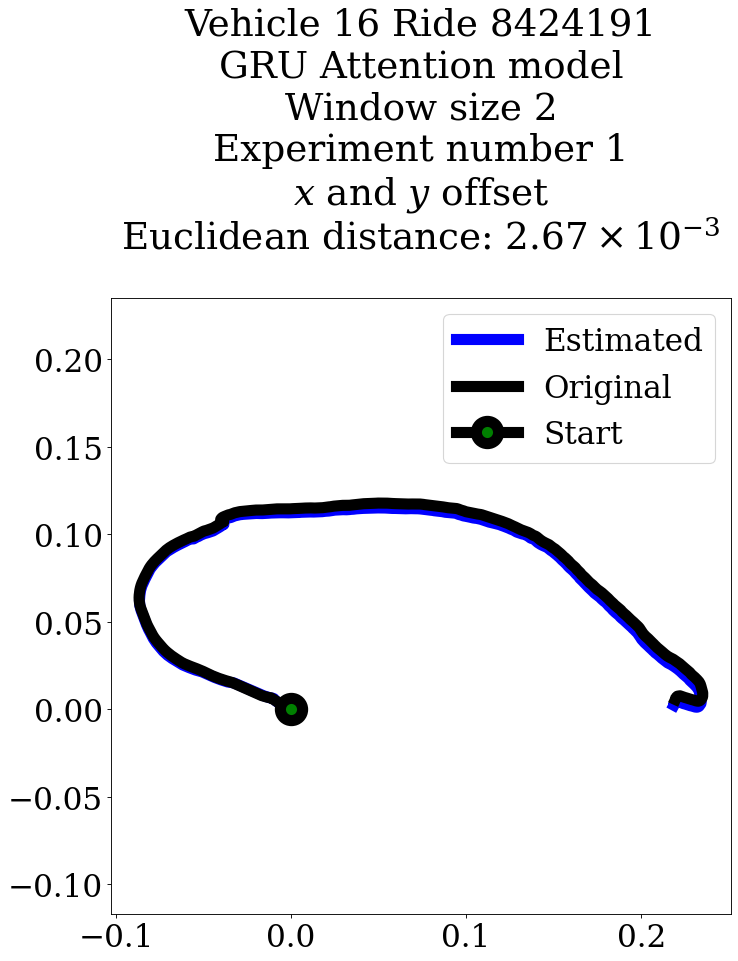 Vehicle 16 Ride 8424191
GRU Attention model
Window size 2
Experiment number 1
x and y offset
Euclidean distance: 2.67 × 10⁻³
Estimated
Original
Start
0.20
0.15
0.10
0.05
0.00
−0.05
−0.10
−0.1 0.0 0.1 0.2